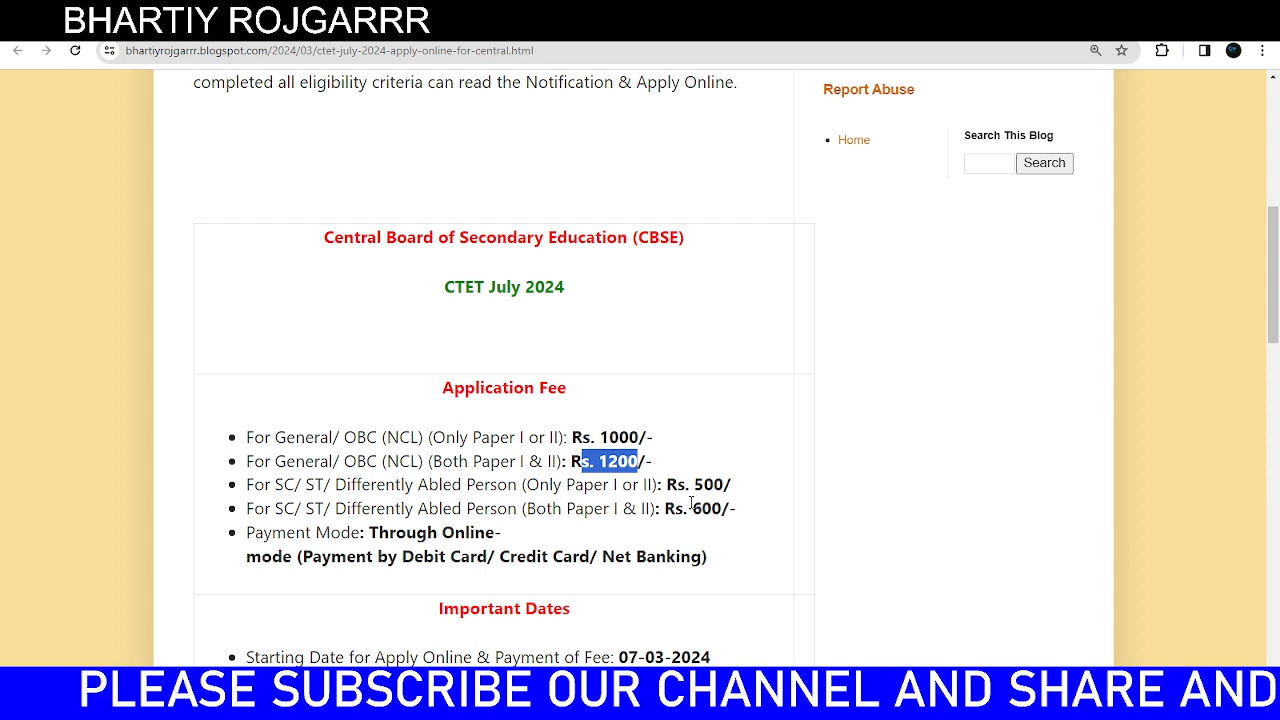 BHARTIY ROJGARRR
bhartiyrojgarrr.blogspot.com/2024/03/ctet-july-2024-apply-online-for-central.html
completed all eligibility criteria can read the Notification & Apply Online.
Report Abuse
Home
Search This Blog
Search
Central Board of Secondary Education (CBSE)
CTET July 2024
Application Fee
For General/ OBC (NCL) (Only Paper I or II): Rs. 1000/-
For General/ OBC (NCL) (Both Paper I & II): Rs. 1200/-
For SC/ ST/ Differently Abled Person (Only Paper I or II): Rs. 500/
For SC/ ST/ Differently Abled Person (Both Paper I & II): Rs. 600/-
Payment Mode: Through Online-
mode (Payment by Debit Card/ Credit Card/ Net Banking)
Important Dates
Starting Date for Apply Online & Payment of Fee: 07-03-2024
PLEASE SUBSCRIBE OUR CHANNEL AND SHARE AND